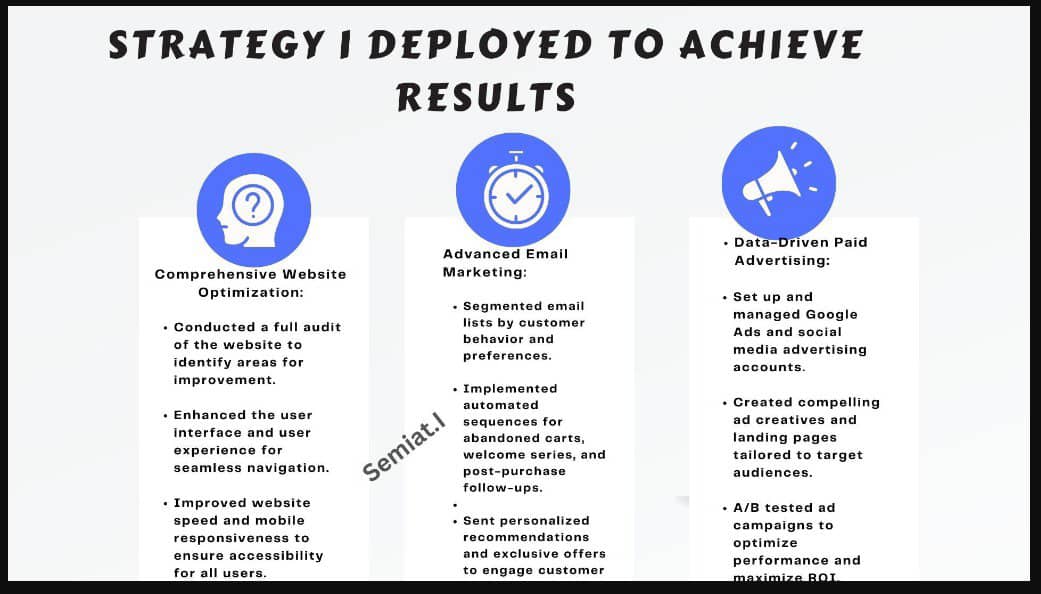 STRATEGY I DEPLOYED TO ACHIEVE
RESULTS
Comprehensive Website
Optimization:
• Conducted a full audit
of the website to
identify areas for
improvement.
• Enhanced the user
interface and user
experience for
seamless navigation.
• Improved website
speed and mobile
responsiveness to
ensure accessibility
for all users.
Semiat.I
Advanced Email
Marketing:
• Segmented email
lists by customer
behavior and
preferences.
• Implemented
automated
sequences for
abandoned carts,
welcome series, and
post-purchase
follow-ups.
•
• Sent personalized
recommendations
and exclusive offers
to engage customer
• Data-Driven Paid
Advertising:
• Set up and
managed Google
Ads and social
media advertising
accounts.
• Created compelling
ad creatives and
landing pages
tailored to target
audiences.
• A/B tested ad
campaigns to
optimize
performance and
maximize ROI.